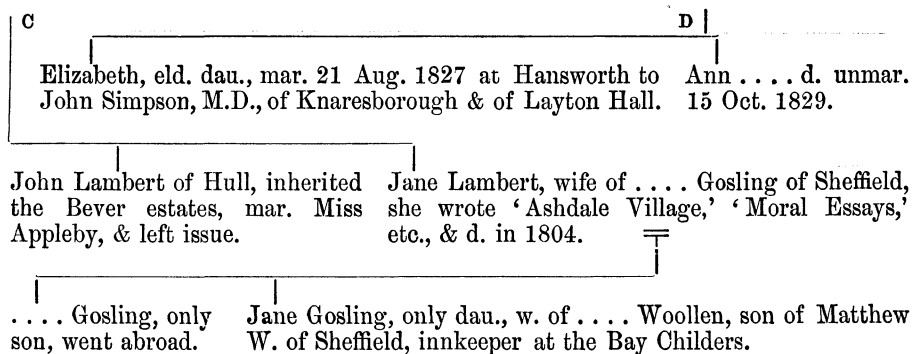 C D
Elizabeth, eld. dau., mar. 21 Aug. 1827 at Hansworth to
John Simpson, M.D., of Knaresborough & of Layton Hall.
Ann . . . . d. unmar.
15 Oct. 1829.
John Lambert of Hull, inherited
the Bever estates, mar. Miss
Appleby, & left issue.
Jane Lambert, wife of . . . . Gosling of Sheffield,
she wrote ‘Ashdale Village,’ ‘Moral Essays,’
etc., & d. in 1804.
. . . . Gosling, only
son, went abroad.
Jane Gosling, only dau., w. of . . . . Woollen, son of Matthew
W. of Sheffield, innkeeper at the Bay Childers.